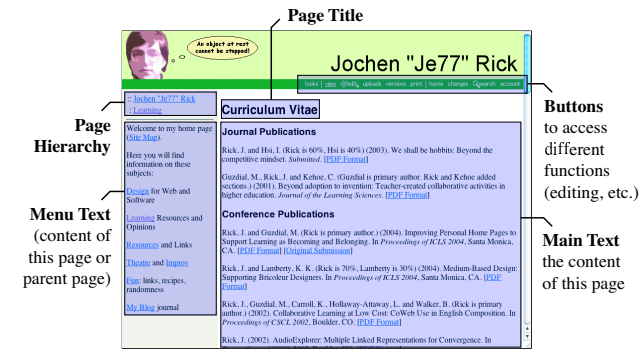 Page Title
An object at rest
cannot be stopped!
Jochen "Je77" Rick
looks | view @edit uploads versions print | home changes search account
:: Jochen "Je77" Rick
: Learning
Curriculum Vitae
Page
Hierarchy
Buttons
to access
different
functions
(editing, etc.)
Welcome to my home page
(Site Map).
Here you will find
information on these
subjects:
Design for Web and
Software
Learning Resources and
Opinions
Resources and Links
Theatre and Improv
Fun: links, recipes,
randomness
My Blog journal
Menu Text
(content of
this page or
parent page)
Journal Publications
Rick, J. and Hsi, I. (Rick is 60%, Hsi is 40%) (2003). We shall be hobbits: Beyond the
competitive mindset. Submitted. [PDF Format]
Guzdial, M., Rick, J. and Kehoe, C. (Guzdial is primary author. Rick and Kehoe added
sections.) (2001). Beyond adoption to invention: Teacher-created collaborative activities in
higher education. Journal of the Learning Sciences. [PDF Format]
Conference Publications
Rick, J. and Guzdial, M. (Rick is primary author.) (2004). Improving Personal Home Pages to
Support Learning as Becoming and Belonging. In Proceedings of ICLS 2004, Santa Monica,
CA. [PDF Format] [Original Submission]
Rick, J. and Lamberty, K. K. (Rick is 70%, Lamberty is 30%) (2004). Medium-Based Design:
Supporting Bricoleur Designers. In Proceedings of ICLS 2004, Santa Monica, CA. [PDF
Format]
Rick, J., Guzdial, M., Carroll, K., Hollaway-Attaway, L. and Walker, B. (Rick is primary
author.) (2002). Collaborative Learning at Low Cost: CoWeb Use in English Composition. In
Proceedings of CSCL 2002, Boulder, CO. [PDF Format]
Rick, J. (2002). AudioExplorer: Multiple Linked Representations for Convergence. In
Main Text
the content
of this page